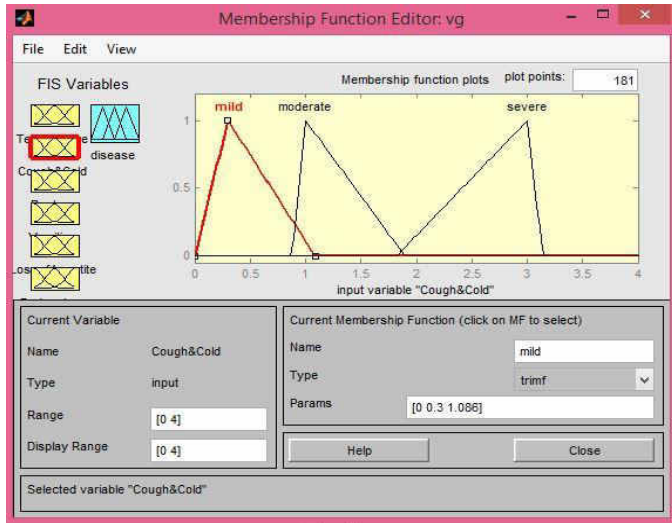 Membership Function Editor: vg
File Edit View
FIS Variables
Membership function plots plot points: 181
disease
Cough&Cold
mild moderate severe
1
0.5
0
0 0.5 1 1.5 2 2.5 3 3.5 4
input variable "Cough&Cold"
Current Variable
Name Cough&Cold
Type input
Range [0 4]
Display Range [0 4]
Current Membership Function (click on MF to select)
Name mild
Type trimf
Params [0 0.3 1.086]
Help Close
Selected variable "Cough&Cold"